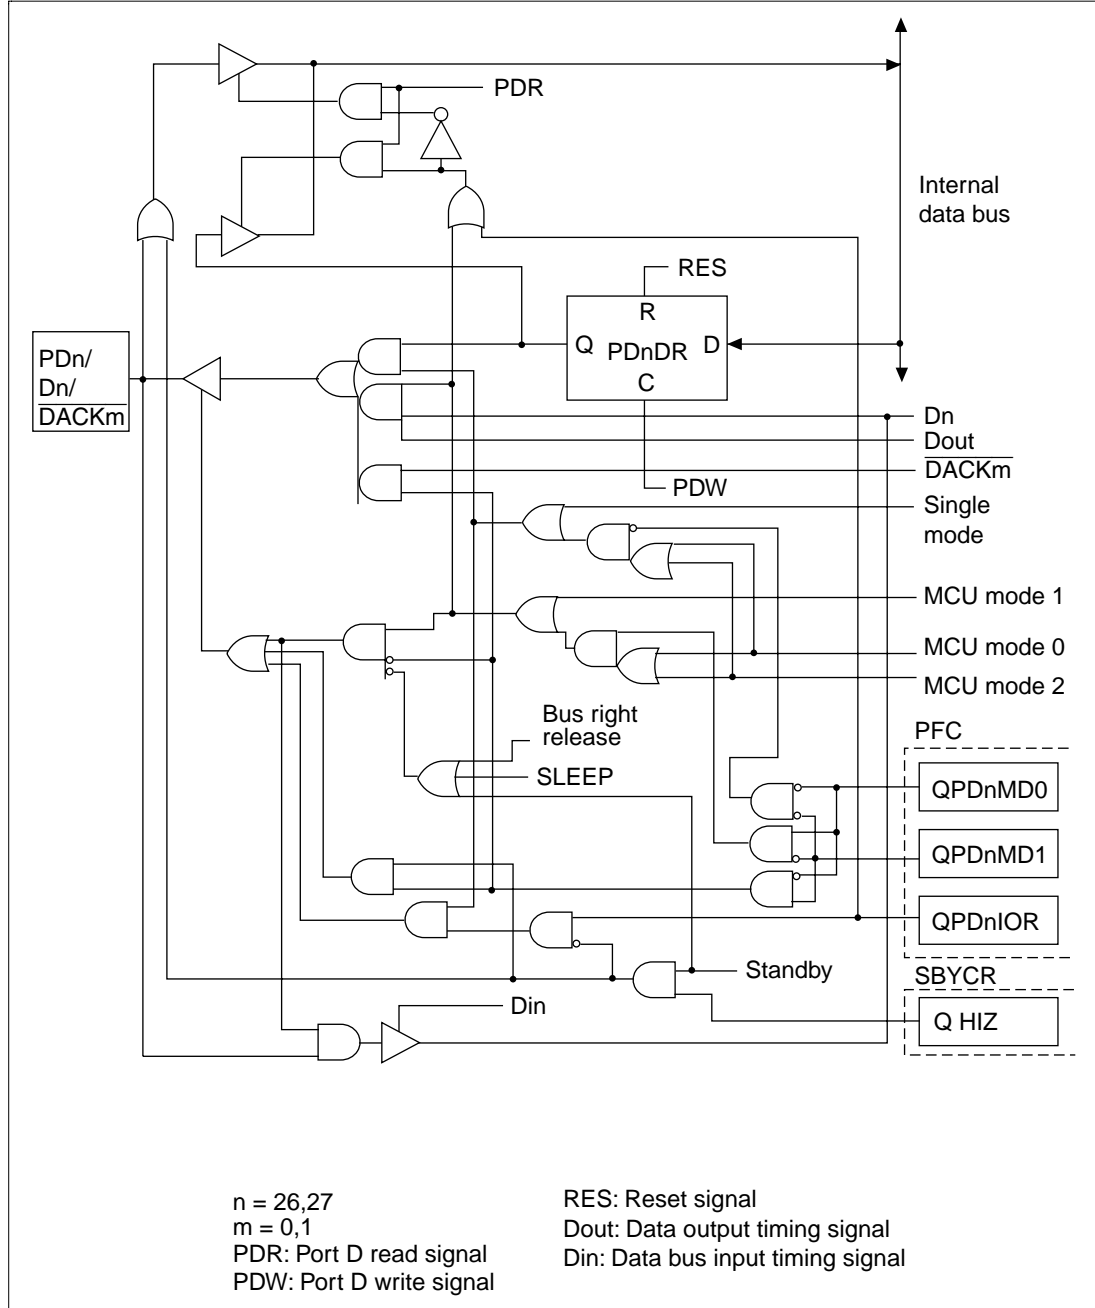 PDR
Internal
data bus
RES
R
Q
PDnDR
D
C
PDn/
Dn/
DACKm
Dn
Dout
DACKm
PDW
Single
mode
MCU mode 1
MCU mode 0
MCU mode 2
Bus right
release
PFC
SLEEP
QPDnMD0
QPDnMD1
QPDnIOR
Standby
SBYCR
Din
Q HIZ
n = 26,27
m = 0,1
PDR: Port D read signal
PDW: Port D write signal
RES: Reset signal
Dout: Data output timing signal
Din: Data bus input timing signal